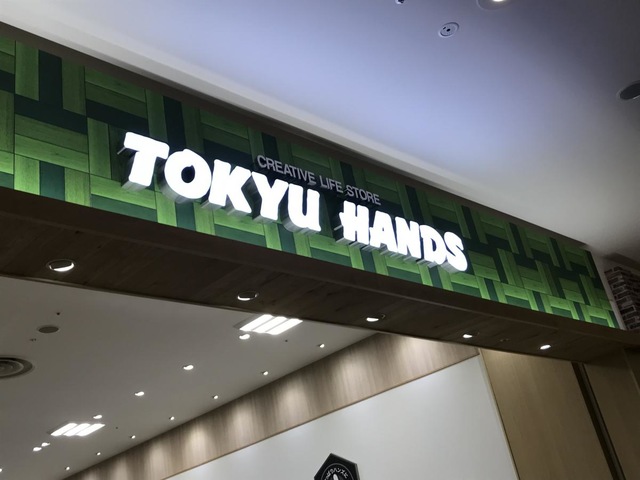 CREATIVE LIFE STORE
TOKYU HANDS